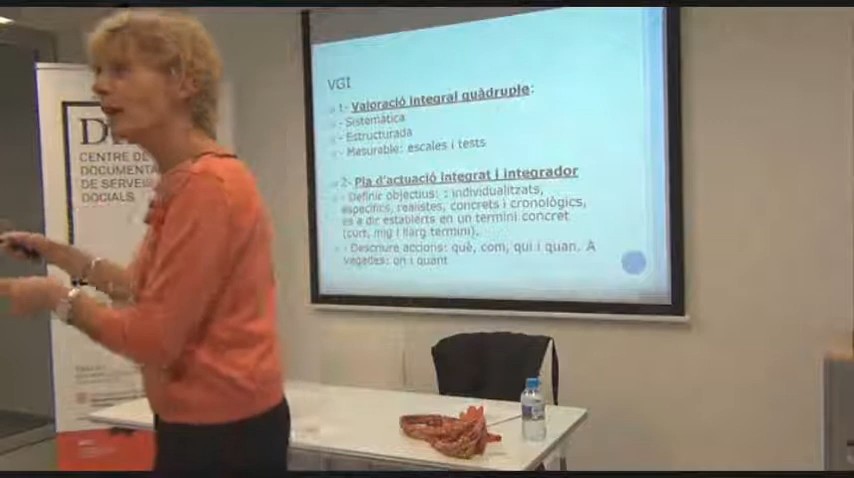 CENTRE DE
DOCUMENTA
DE SERVEIS
SOCIALS
VGI
1- Valoració integral quàdruple:
- Sistemàtica
- Estructurada
- Mesurable: escales i tests
2- Pla d'actuació integrat i integrador
- Definir objectius: : individualitzats,
específics, realistes, concrets i cronològics,
és a dir establerts en un termini concret
(curt, mig i llarg termini).
- Descriure accions: què, com, qui i quan. A
vegades: on i quant